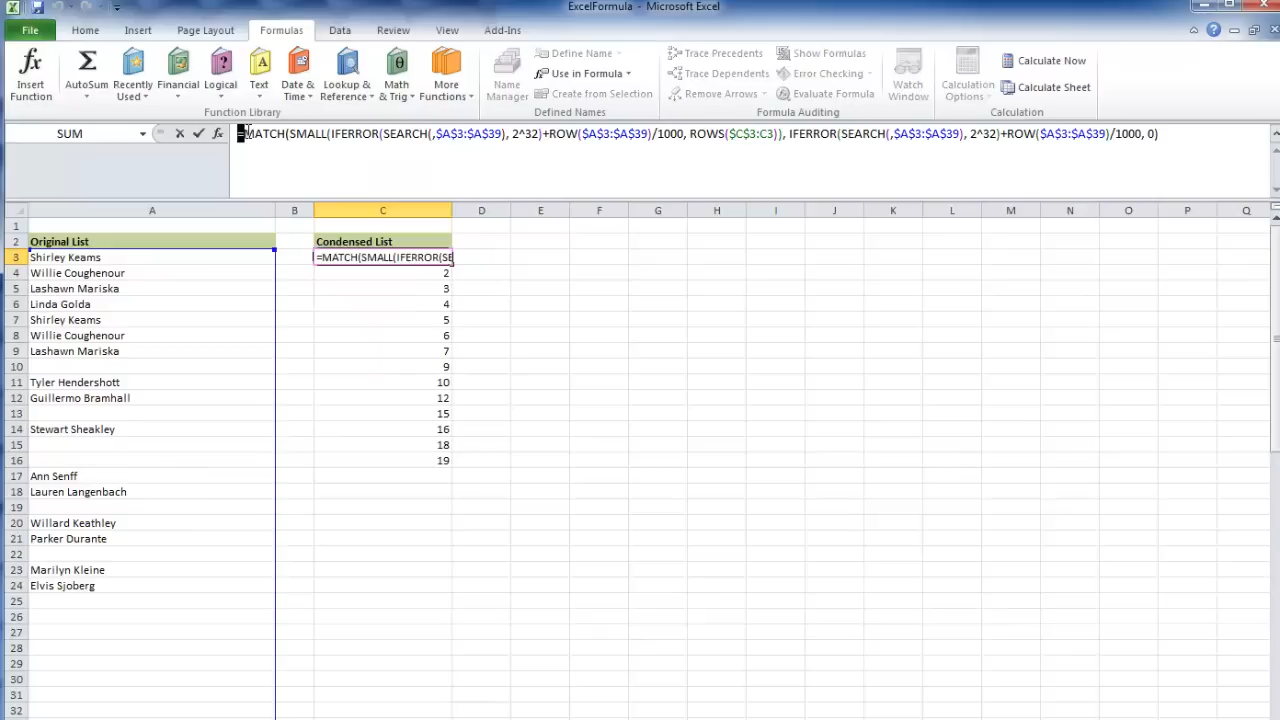 ExcelFormula - Microsoft Excel
File Home Insert Page Layout Formulas Data Review View Add-Ins
fx Σ ? A θ
Insert Function
AutoSum
Recently Used
Financial
Logical
Text
Date & Time
Lookup & Reference
Math & Trig
More Functions
Function Library
Name Manager
Define Name
Use in Formula
Create from Selection
Defined Names
Trace Precedents
Trace Dependents
Remove Arrows
Show Formulas
Error Checking
Evaluate Formula
Formula Auditing
Watch Window
Calculation Options
Calculate Now
Calculate Sheet
Calculation
SUM fx =MATCH(SMALL(IFERROR(SEARCH(,$A$3:$A$39), 2^32)+ROW($A$3:$A$39)/1000, ROWS($C$3:C3)), IFERROR(SEARCH(,$A$3:$A$39), 2^32)+ROW($A$3:$A$39)/1000, 0)
A B C D E F G H I J K L M N O P Q
1
2 Original List Condensed List
3 Shirley Keams =MATCH(SMALL(IFERROR(SE
4 Willie Coughenour 2
5 Lashawn Mariska 3
6 Linda Golda 4
7 Shirley Keams 5
8 Willie Coughenour 6
9 Lashawn Mariska 7
10 9
11 Tyler Hendershott 10
12 Guillermo Bramhall 12
13 15
14 Stewart Sheakley 16
15 18
16 19
17 Ann Senff
18 Lauren Langenbach
19
20 Willard Keathley
21 Parker Durante
22
23 Marilyn Kleine
24 Elvis Sjoberg
25
26
27
28
29
30
31
32